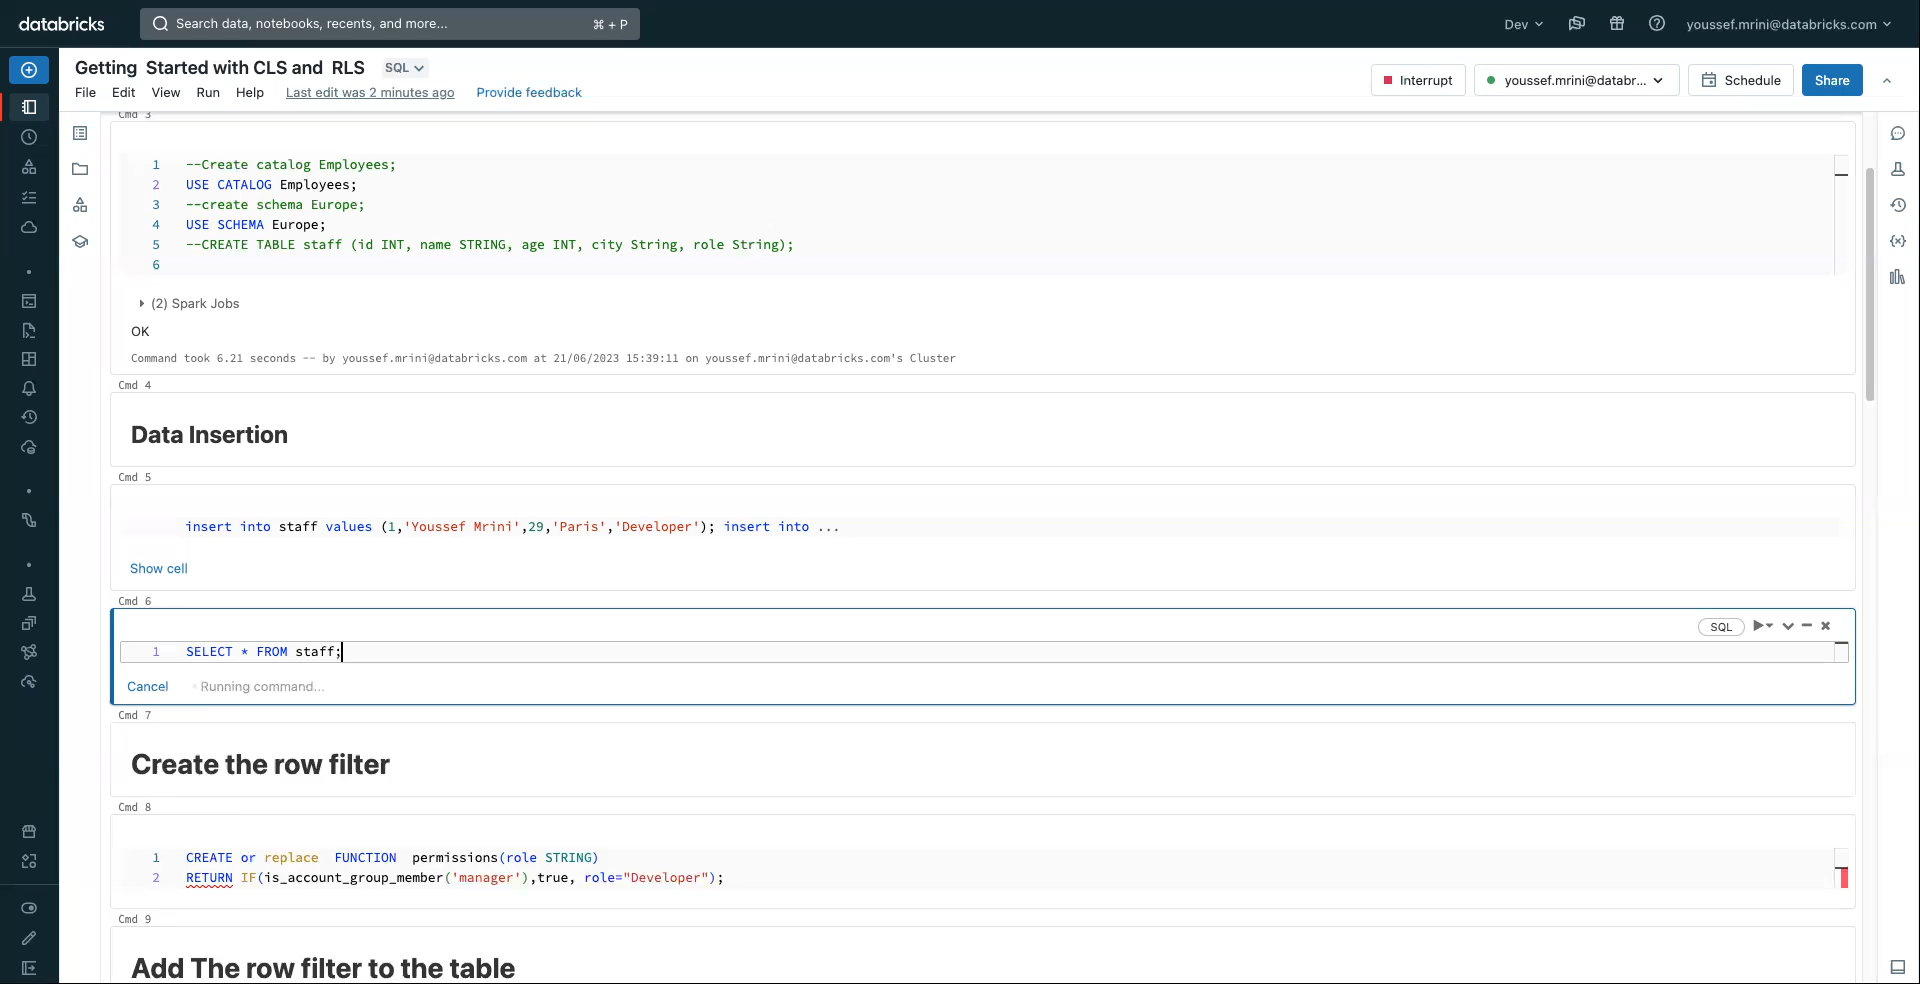 databricks
Search data, notebooks, recents, and more...
⌘ + P
Dev
youssef.mrini@databricks.com
Getting Started with CLS and RLS
SQL
File Edit View Run Help Last edit was 2 minutes ago Provide feedback
Interrupt
youssef.mrini@databr...
Schedule
Share
Cmd 3
1 --Create catalog Employees;
2 USE CATALOG Employees;
3 --create schema Europe;
4 USE SCHEMA Europe;
5 --CREATE TABLE staff (id INT, name STRING, age INT, city String, role String);
6
(2) Spark Jobs
OK
Command took 6.21 seconds -- by youssef.mrini@databricks.com at 21/06/2023 15:39:11 on youssef.mrini@databricks.com's Cluster
Cmd 4
Data Insertion
Cmd 5
insert into staff values (1,'Youssef Mrini',29,'Paris','Developer'); insert into ...
Show cell
Cmd 6
SQL
1 SELECT * FROM staff;
Cancel Running command...
Cmd 7
Create the row filter
Cmd 8
1 CREATE or replace FUNCTION permissions(role STRING)
2 RETURN IF(is_account_group_member('manager'),true, role="Developer");
Cmd 9
Add The row filter to the table